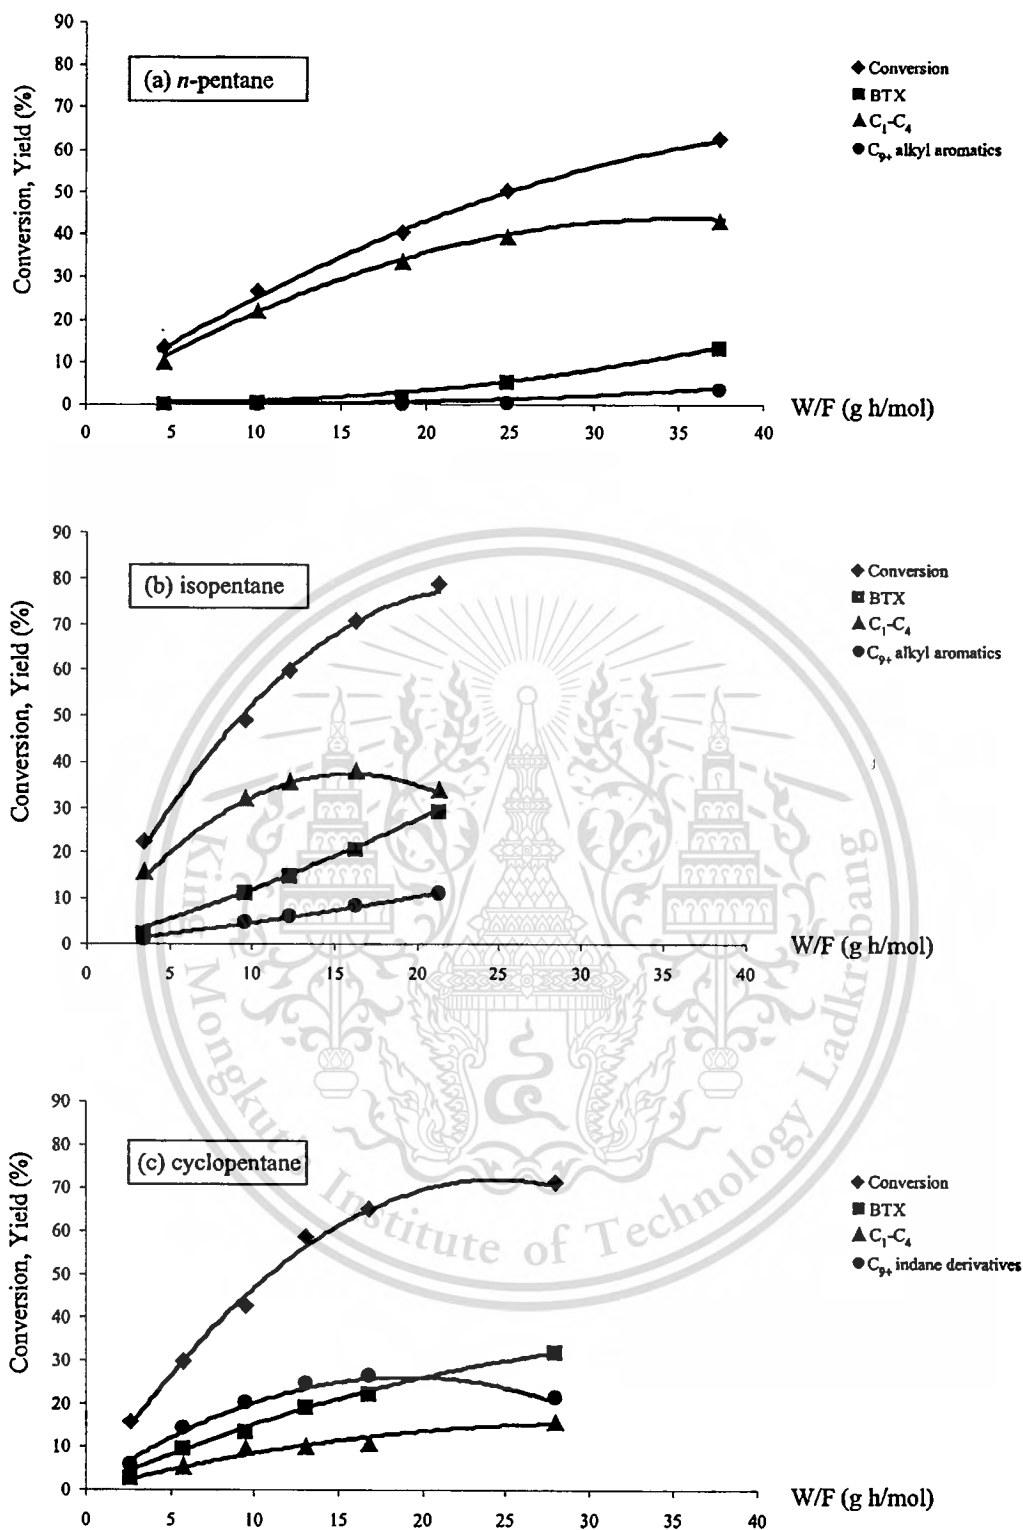 90
80
70
60
50
40
30
20
10
0
Conversion, Yield (%)
(a) n-pentane
Conversion
BTX
C₁-C₄
C₉₊ alkyl aromatics
0 5 10 15 20 25 30 35 40
W/F (g h/mol)
90
80
70
60
50
40
30
20
10
0
Conversion, Yield (%)
(b) isopentane
Conversion
BTX
C₁-C₄
C₉₊ alkyl aromatics
0 5 10 15 20 25 30 35 40
W/F (g h/mol)
King Mongkut's Institute of Technology Ladkrabang
90
80
70
60
50
40
30
20
10
0
Conversion, Yield (%)
(c) cyclopentane
Conversion
BTX
C₁-C₄
C₉₊ indane derivatives
0 5 10 15 20 25 30 35 40
W/F (g h/mol)